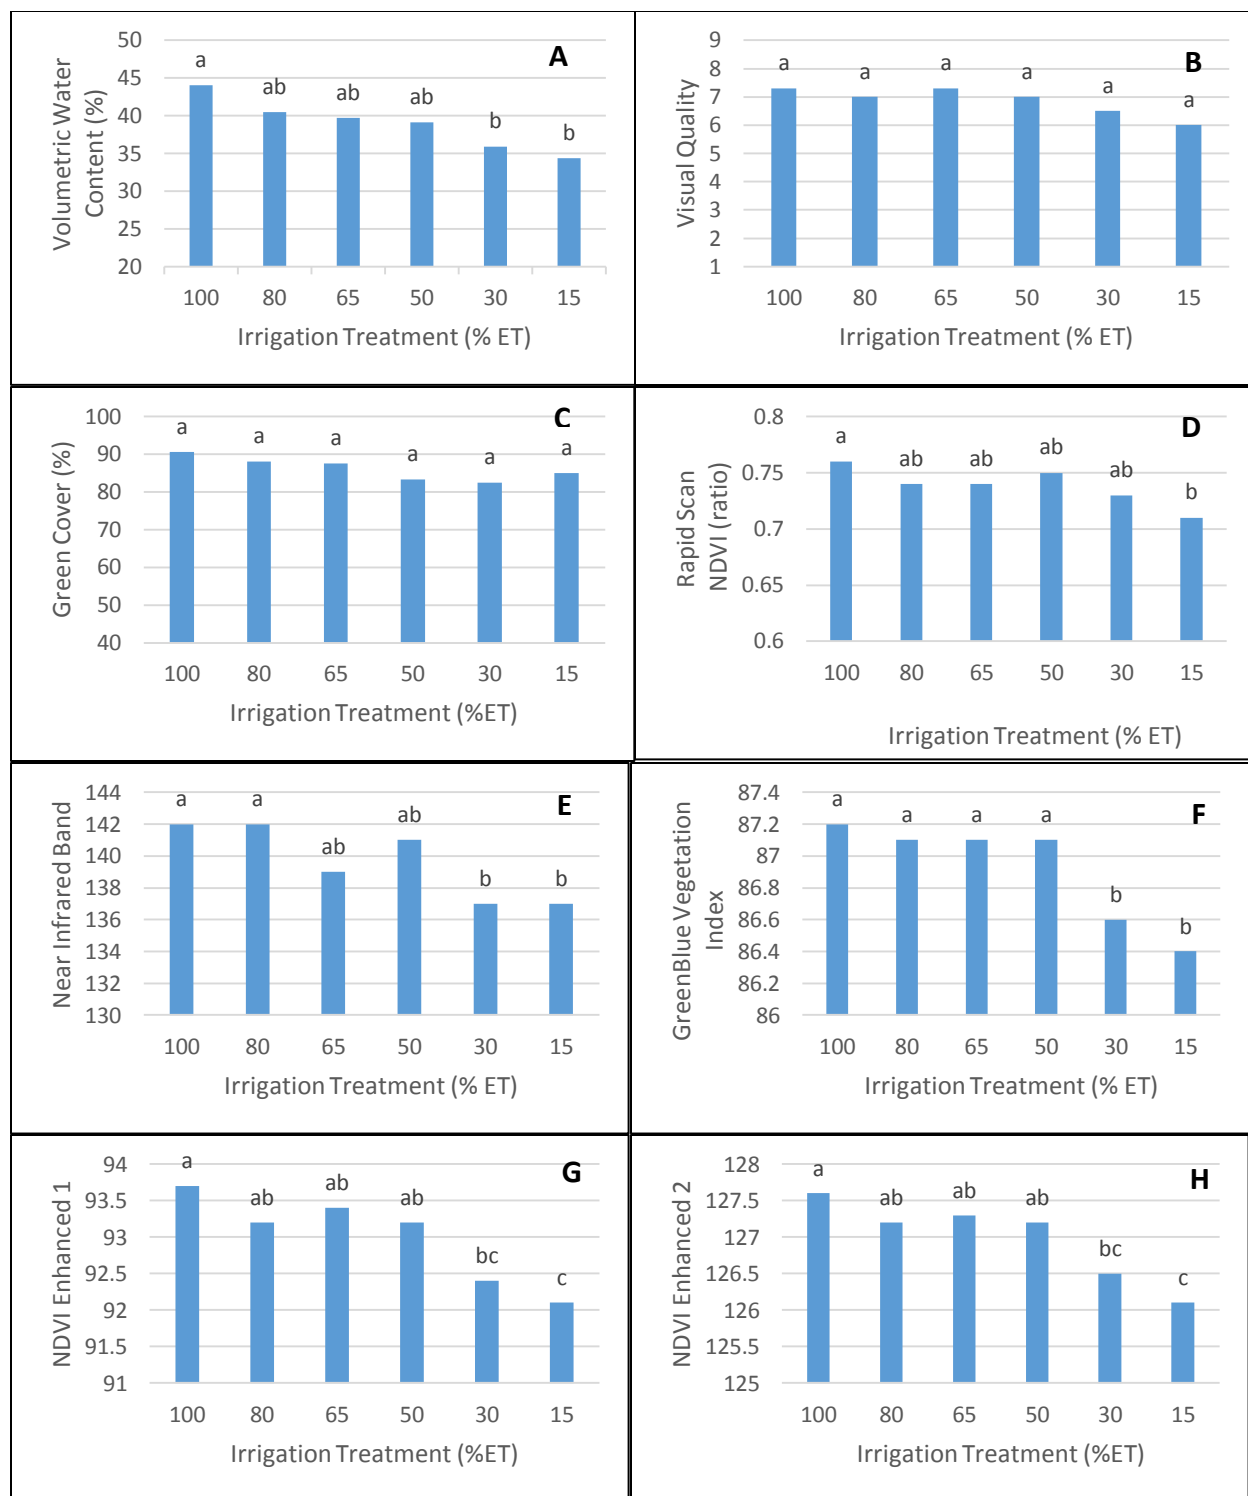 A
Volumetric Water
Content (%)
50
45
40
35
30
25
20
a
ab
ab
ab
b
b
100 80 65 50 30 15
Irrigation Treatment (% ET)
B
Visual Quality
9
8
7
6
5
4
3
2
1
a
a
a
a
a
a
100 80 65 50 30 15
Irrigation Treatment (% ET)
C
Green Cover (%)
100
90
80
70
60
50
40
a
a
a
a
a
a
100 80 65 50 30 15
Irrigation Treatment (%ET)
D
Rapid Scan
NDVI (ratio)
0.8
0.75
0.7
0.65
0.6
a
ab
ab
ab
ab
b
100 80 65 50 30 15
Irrigation Treatment (% ET)
E
Near Infrared Band
144
142
140
138
136
134
132
130
a
a
ab
ab
b
b
100 80 65 50 30 15
Irrigation Treatment (% ET)
F
GreenBlue Vegetation
Index
87.4
87.2
87
86.8
86.6
86.4
86.2
86
a
a
a
a
b
b
100 80 65 50 30 15
Irrigation Treatment (% ET)
G
NDVI Enhanced 1
94
93.5
93
92.5
92
91.5
91
a
ab
ab
ab
bc
c
100 80 65 50 30 15
Irrigation Treatment (%ET)
H
NDVI Enhanced 2
128
127.5
127
126.5
126
125.5
125
a
ab
ab
ab
bc
c
100 80 65 50 30 15
Irrigation Treatment (%ET)